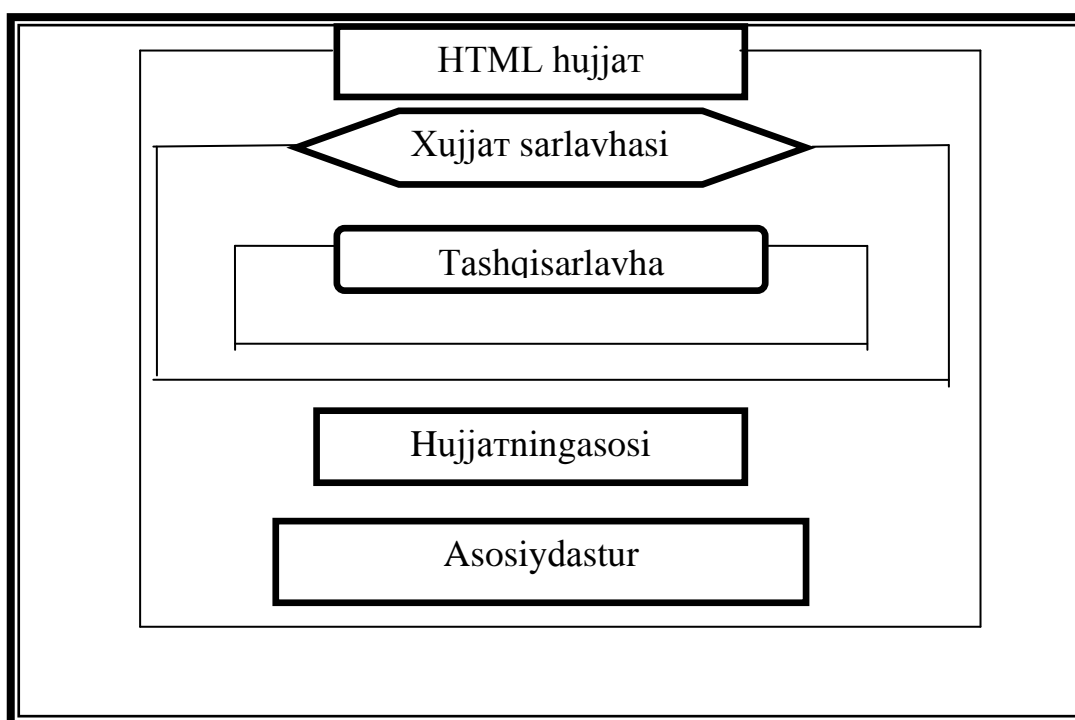 HTML hujjaт
Xujjaт sarlavhasi
Tashqisarlavha
Hujjaтningasosi
Asosiydastur